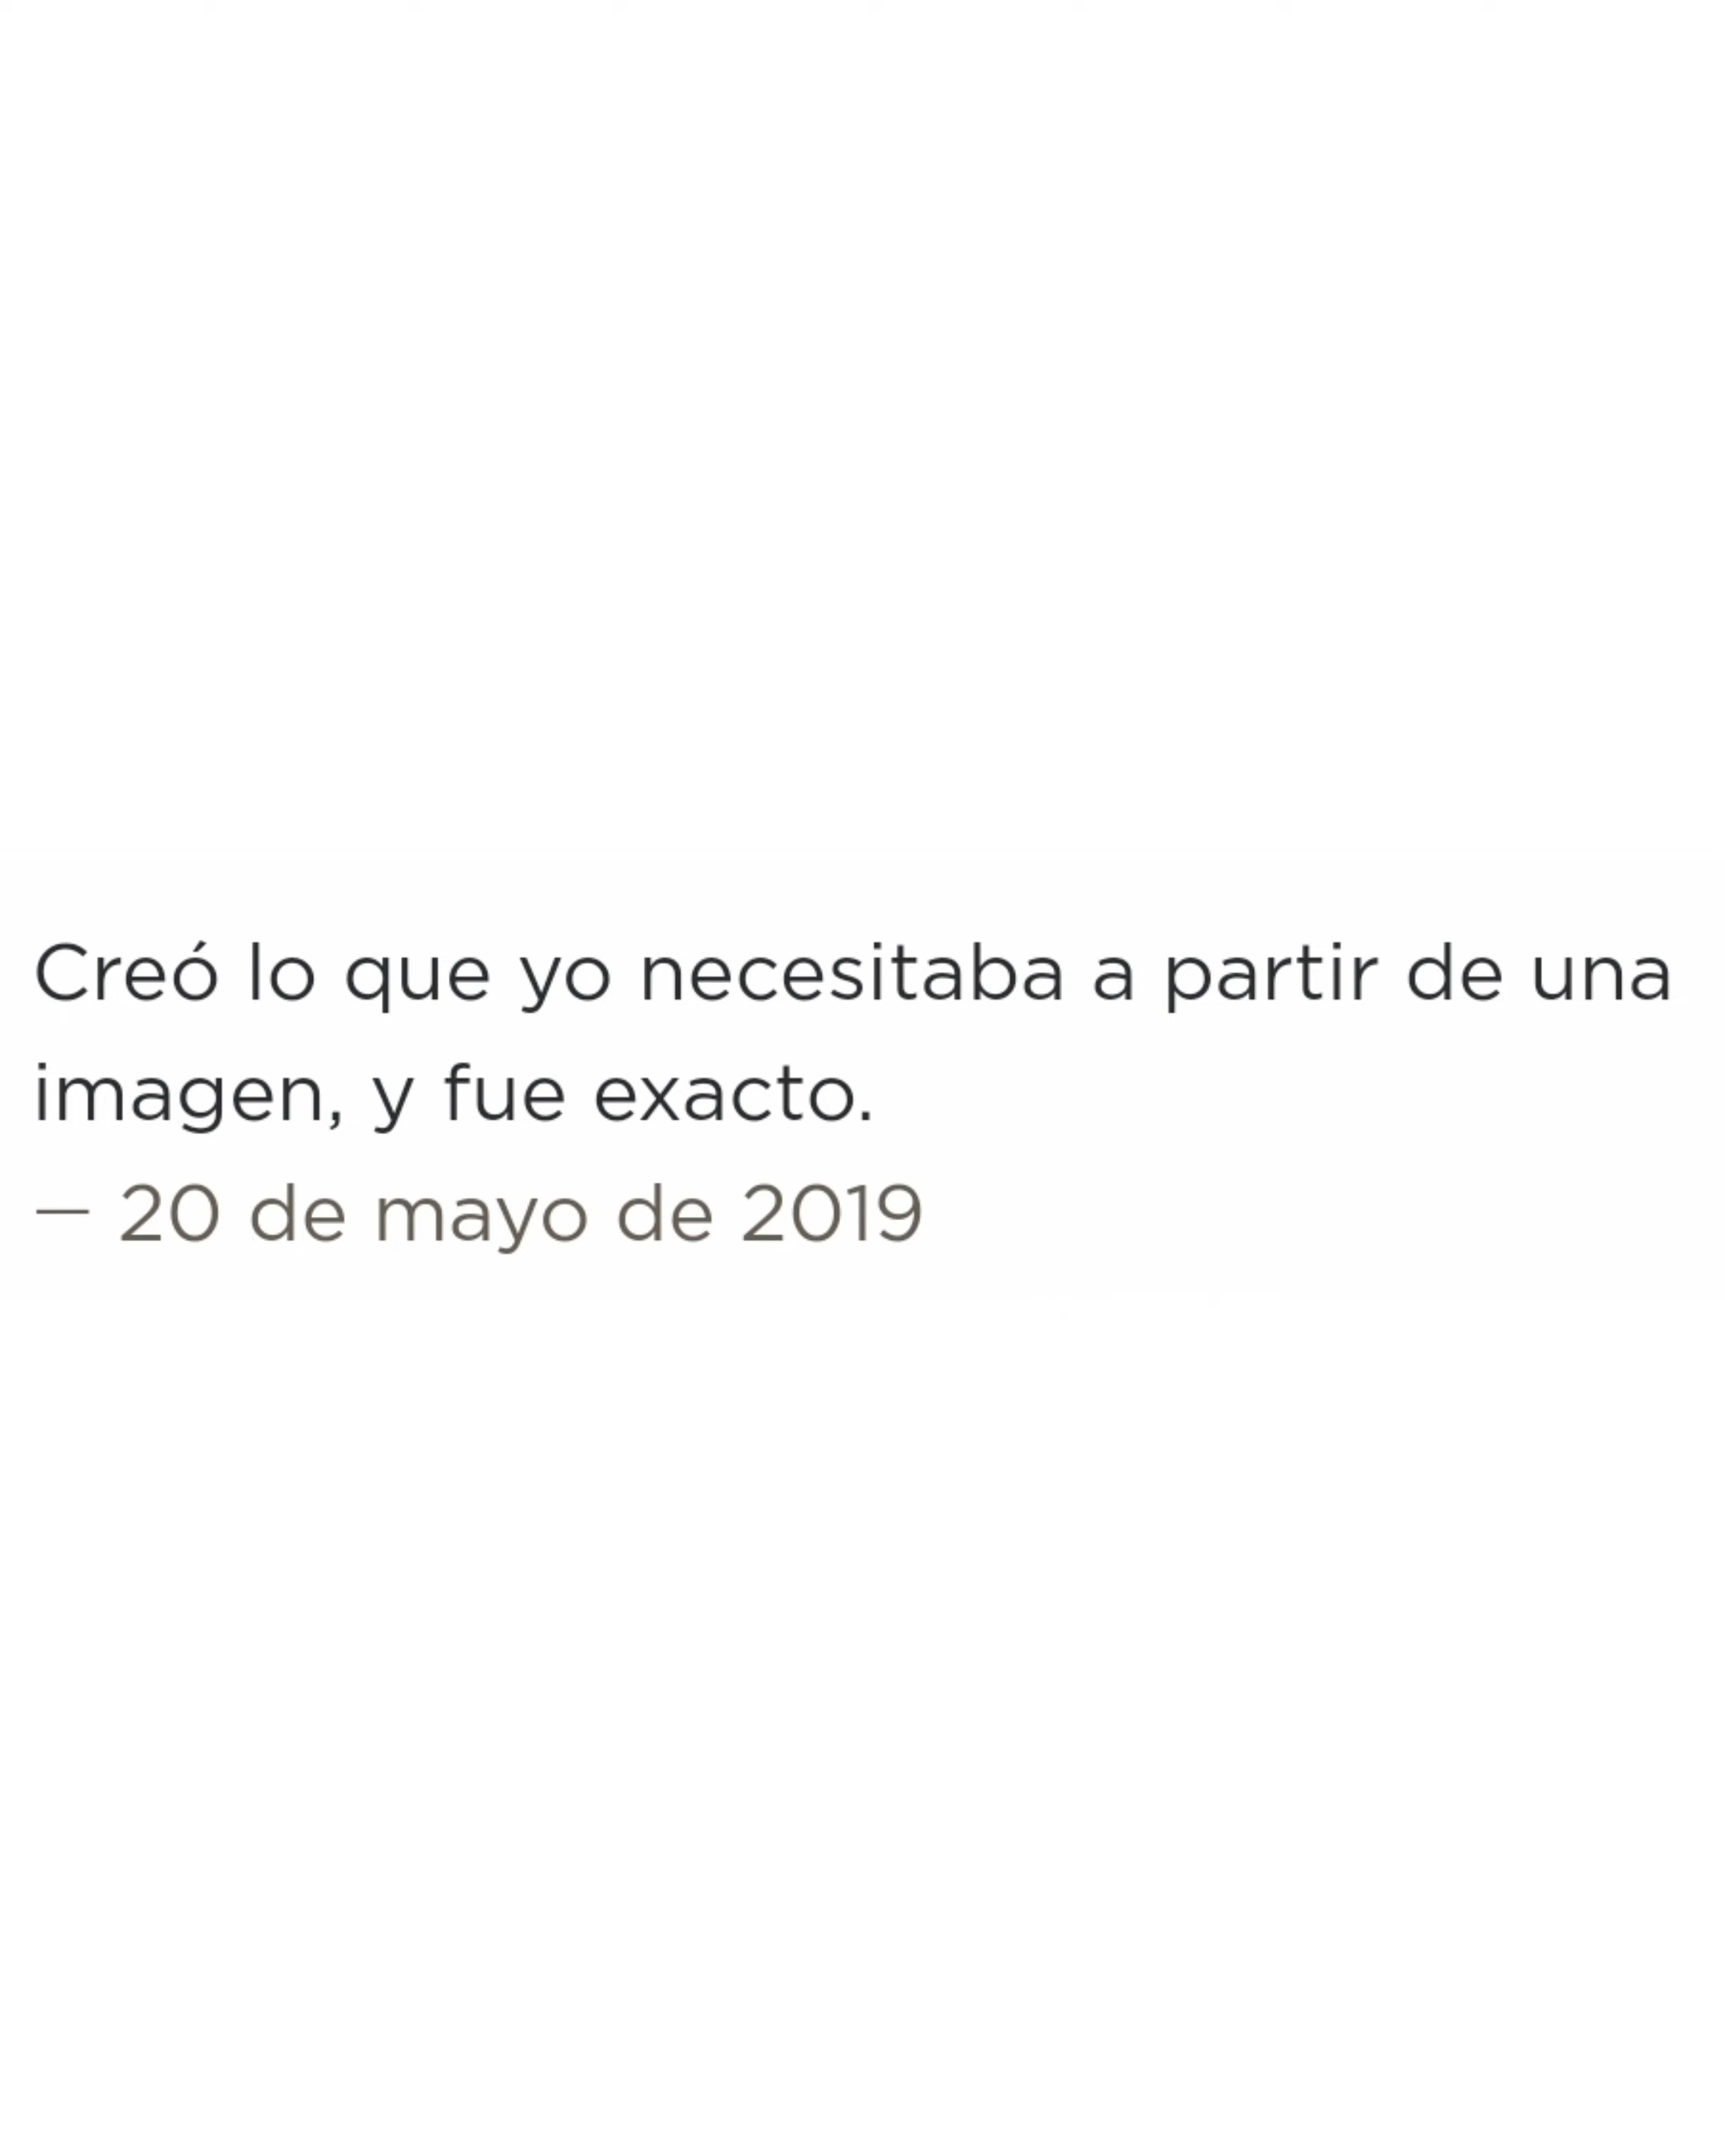 Creó lo que yo necesitaba a partir de una
imagen, y fue exacto.
— 20 de mayo de 2019